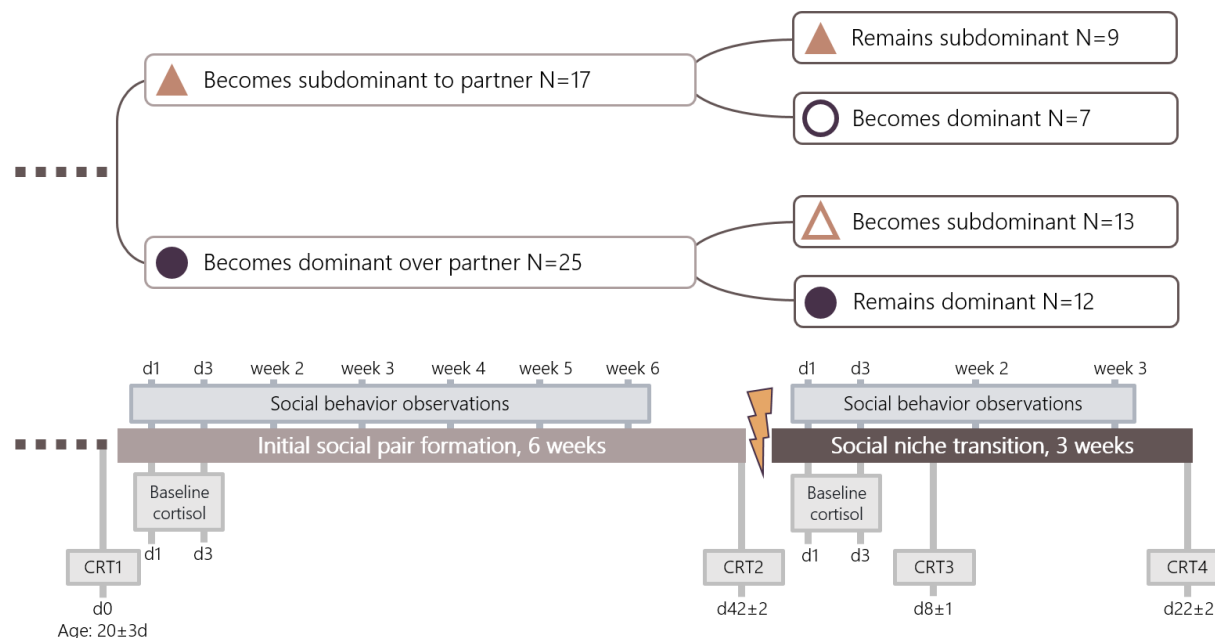 Remains subdominant N=9
Becomes subdominant to partner N=17
Becomes dominant N=7
Becomes subdominant N=13
Becomes dominant over partner N=25
Remains dominant N=12
d1 d3 week 2 week 3 week 4 week 5 week 6 d1 d3 week 2 week 3
Social behavior observations Social behavior observations
Initial social pair formation, 6 weeks Social niche transition, 3 weeks
Baseline
cortisol
Baseline
cortisol
d1 d3 d1 d3
CRT1 CRT2 CRT3 CRT4
d0 d42±2 d8±1 d22±2
Age: 20±3d